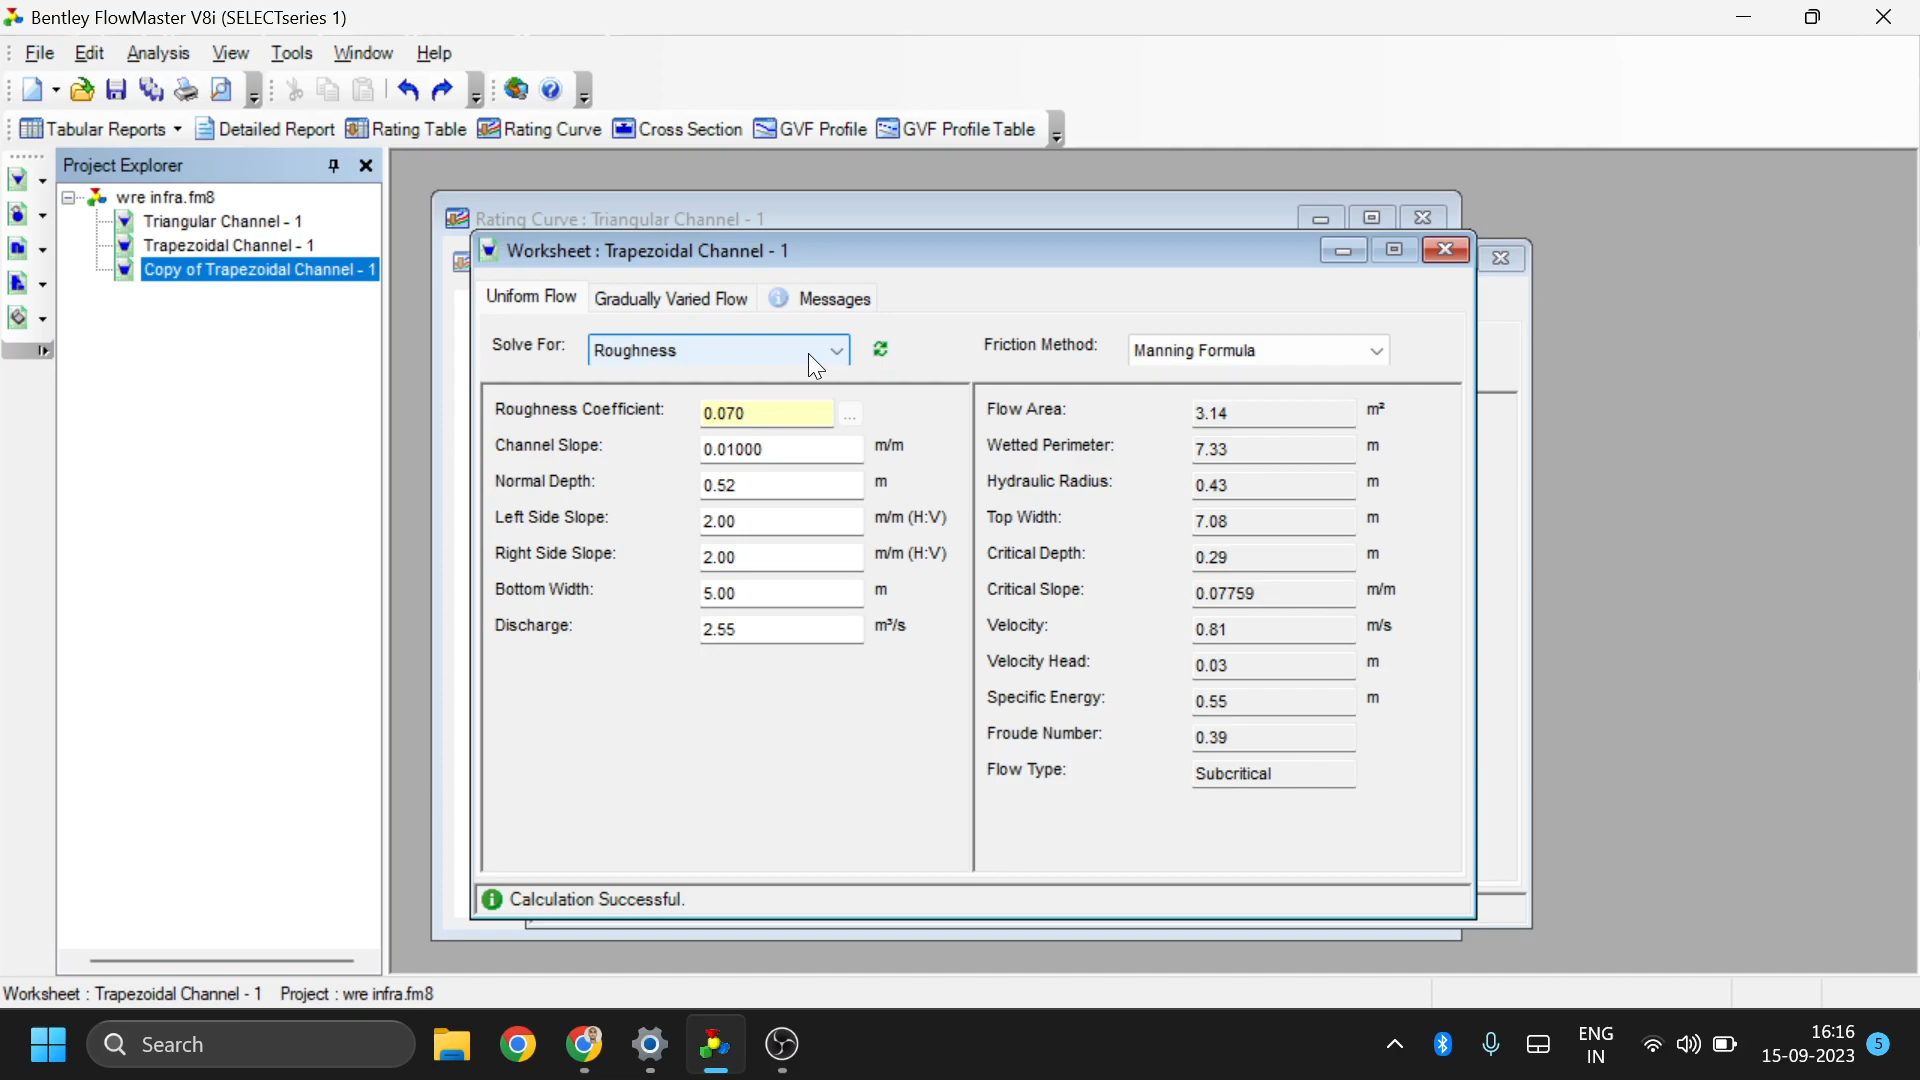 Bentley FlowMaster V8i (SELECTseries 1)
File Edit Analysis View Tools Window Help
Tabular Reports Detailed Report Rating Table Rating Curve Cross Section GVF Profile GVF Profile Table
Project Explorer
wre infra.fm8
Triangular Channel - 1
Trapezoidal Channel - 1
Copy of Trapezoidal Channel - 1
Rating Curve : Triangular Channel - 1
Worksheet : Trapezoidal Channel - 1
Uniform Flow Gradually Varied Flow Messages
Solve For: Roughness Friction Method: Manning Formula
Roughness Coefficient: 0.070 ...
Channel Slope: 0.01000 m/m
Normal Depth: 0.52 m
Left Side Slope: 2.00 m/m (H:V)
Right Side Slope: 2.00 m/m (H:V)
Bottom Width: 5.00 m
Discharge: 2.55 m³/s
Flow Area: 3.14 m²
Wetted Perimeter: 7.33 m
Hydraulic Radius: 0.43 m
Top Width: 7.08 m
Critical Depth: 0.29 m
Critical Slope: 0.07759 m/m
Velocity: 0.81 m/s
Velocity Head: 0.03 m
Specific Energy: 0.55 m
Froude Number: 0.39
Flow Type: Subcritical
Calculation Successful.
Worksheet : Trapezoidal Channel - 1 Project : wre infra.fm8
Search
ENG
IN
16:16
15-09-2023
5